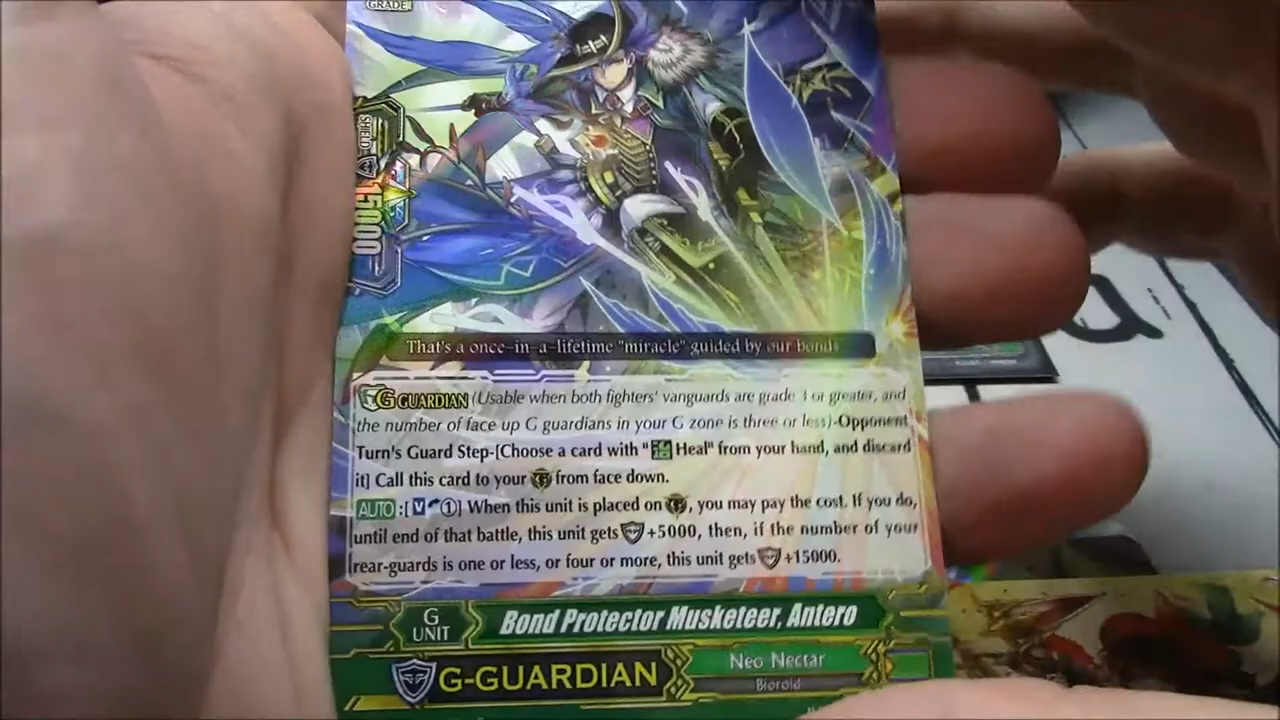 GRADE
SHIELD
15000
That's a once-in-a-lifetime "miracle" guided by our bonds
G GUARDIAN (Usable when both fighters' vanguards are grade 4 or greater, and
the number of face up G guardians in your G zone is three or less)-Opponent
Turn's Guard Step-[Choose a card with " Heal" from your hand, and discard
it] Call this card to your G from face down.
AUTO:[V ①] When this unit is placed on G, you may pay the cost. If you do,
until end of that battle, this unit gets +5000, then, if the number of your
rear-guards is one or less, or four or more, this unit gets +15000.
G
UNIT
Bond Protector Musketeer, Antero
G-GUARDIAN
Neo Nectar
Bioroid